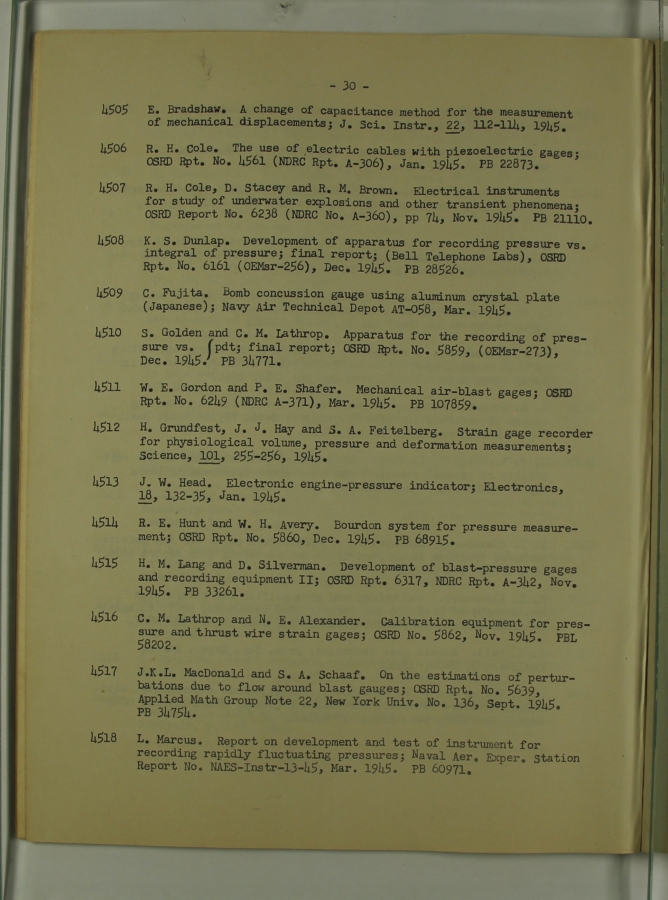 - 30 -
4505 E. Bradshaw. A change of capacitance method for the measurement
of mechanical displacements; J. Sci. Instr., 22, 112-114, 1945.
4506 R. H. Cole. The use of electric cables with piezoelectric gages;
OSRD Rpt. No. 4561 (NDRC Rpt. A-306), Jan. 1945. PB 22873.
4507 R. H. Cole, D. Stacey and R. M. Brown. Electrical instruments
for study of underwater explosions and other transient phenomena;
OSRD Report No. 6238 (NDRC No. A-360), pp 74, Nov. 1945. PB 21110.
4508 K. S. Dunlap. Development of apparatus for recording pressure vs.
integral of pressure; final report; (Bell Telephone Labs), OSRD
Rpt. No. 6161 (OEMsr-256), Dec. 1945. PB 28526.
4509 C. Fujita. Bomb concussion gauge using aluminum crystal plate
(Japanese); Navy Air Technical Depot AT-058, Mar. 1945.
4510 S. Golden and C. M. Lathrop. Apparatus for the recording of pres-
sure vs. ∫pdt; final report; OSRD Rpt. No. 5859, (OEMsr-273),
Dec. 1945. PB 34771.
4511 W. E. Gordon and P. E. Shafer. Mechanical air-blast gages; OSRD
Rpt. No. 6249 (NDRC A-371), Mar. 1945. PB 107859.
4512 H. Grundfest, J. J. Hay and S. A. Feitelberg. Strain gage recorder
for physiological volume, pressure and deformation measurements;
Science, 101, 255-256, 1945.
4513 J. W. Head. Electronic engine-pressure indicator; Electronics,
18, 132-35, Jan. 1945.
4514 R. E. Hunt and W. H. Avery. Bourdon system for pressure measure-
ment; OSRD Rpt. No. 5860, Dec. 1945. PB 68915.
4515 H. M. Lang and D. Silverman. Development of blast-pressure gages
and recording equipment II; OSRD Rpt. 6317, NDRC Rpt. A-342, Nov.
1945. PB 33261.
4516 C. M. Lathrop and N. E. Alexander. Calibration equipment for pres-
sure and thrust wire strain gages; OSRD No. 5862, Nov. 1945. PBL
58202.
4517 J.K.L. MacDonald and S. A. Schaaf. On the estimations of pertur-
bations due to flow around blast gauges; OSRD Rpt. No. 5639,
Applied Math Group Note 22, New York Univ. No. 136, Sept. 1945.
PB 34754.
4518 L. Marcus. Report on development and test of instrument for
recording rapidly fluctuating pressures; Naval Aer. Exper. Station
Report No. NAES-Instr-13-45, Mar. 1945. PB 60971.